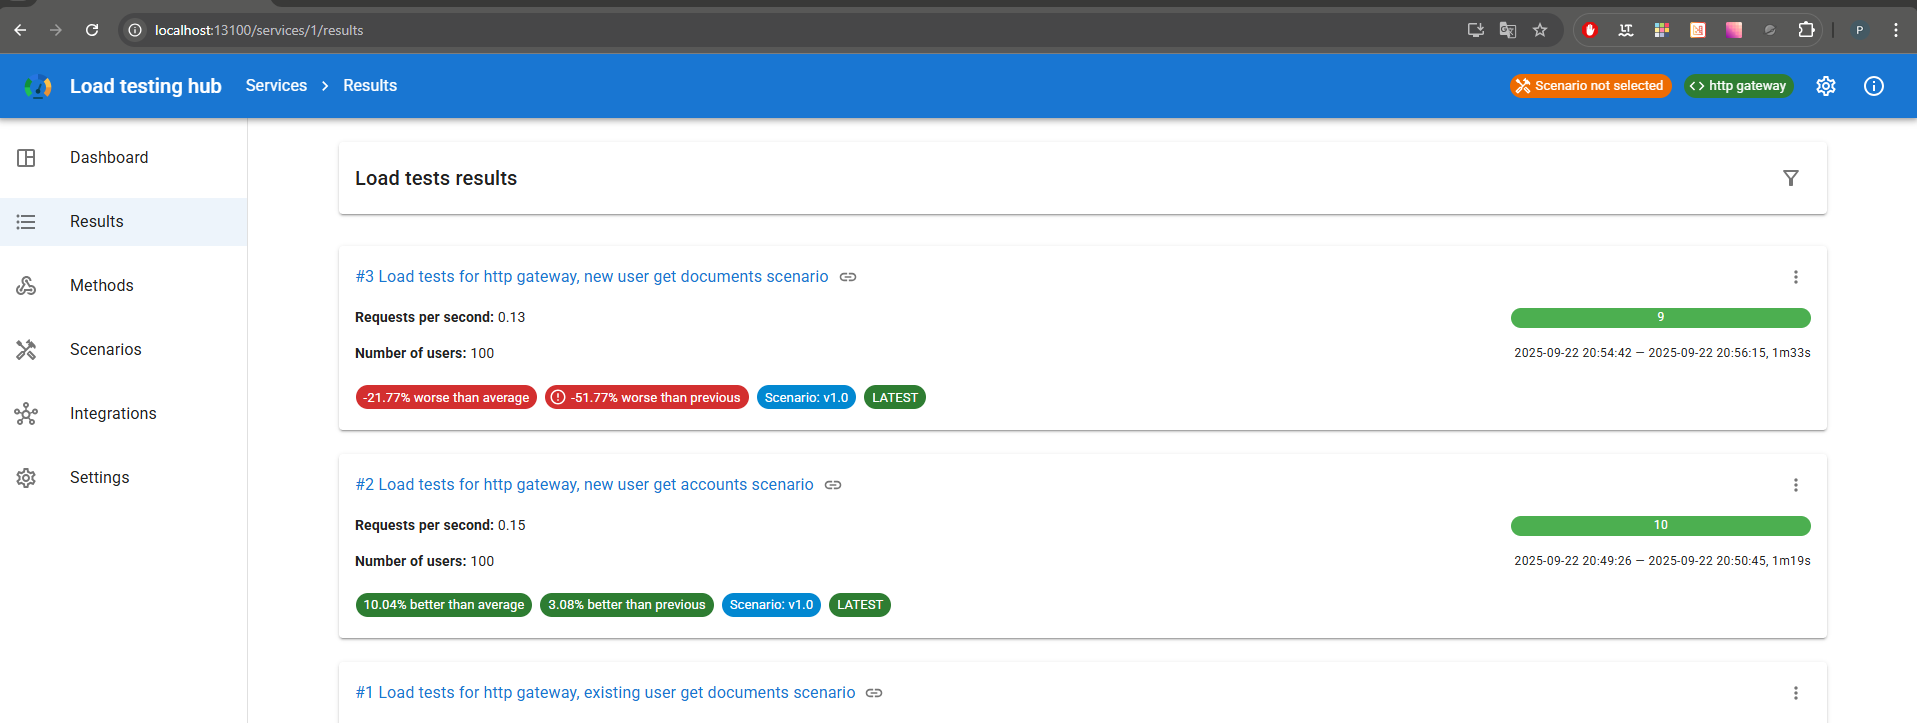 localhost:13100/services/1/results
P
Load testing hub
Services
Results
Scenario not selected
http gateway
Dashboard
Results
Methods
Scenarios
Integrations
Settings
Load tests results
#3 Load tests for http gateway, new user get documents scenario
Requests per second: 0.13
9
Number of users: 100
2025-09-22 20:54:42 — 2025-09-22 20:56:15, 1m33s
-21.77% worse than average
-51.77% worse than previous
Scenario: v1.0
LATEST
#2 Load tests for http gateway, new user get accounts scenario
Requests per second: 0.15
10
Number of users: 100
2025-09-22 20:49:26 — 2025-09-22 20:50:45, 1m19s
10.04% better than average
3.08% better than previous
Scenario: v1.0
LATEST
#1 Load tests for http gateway, existing user get documents scenario